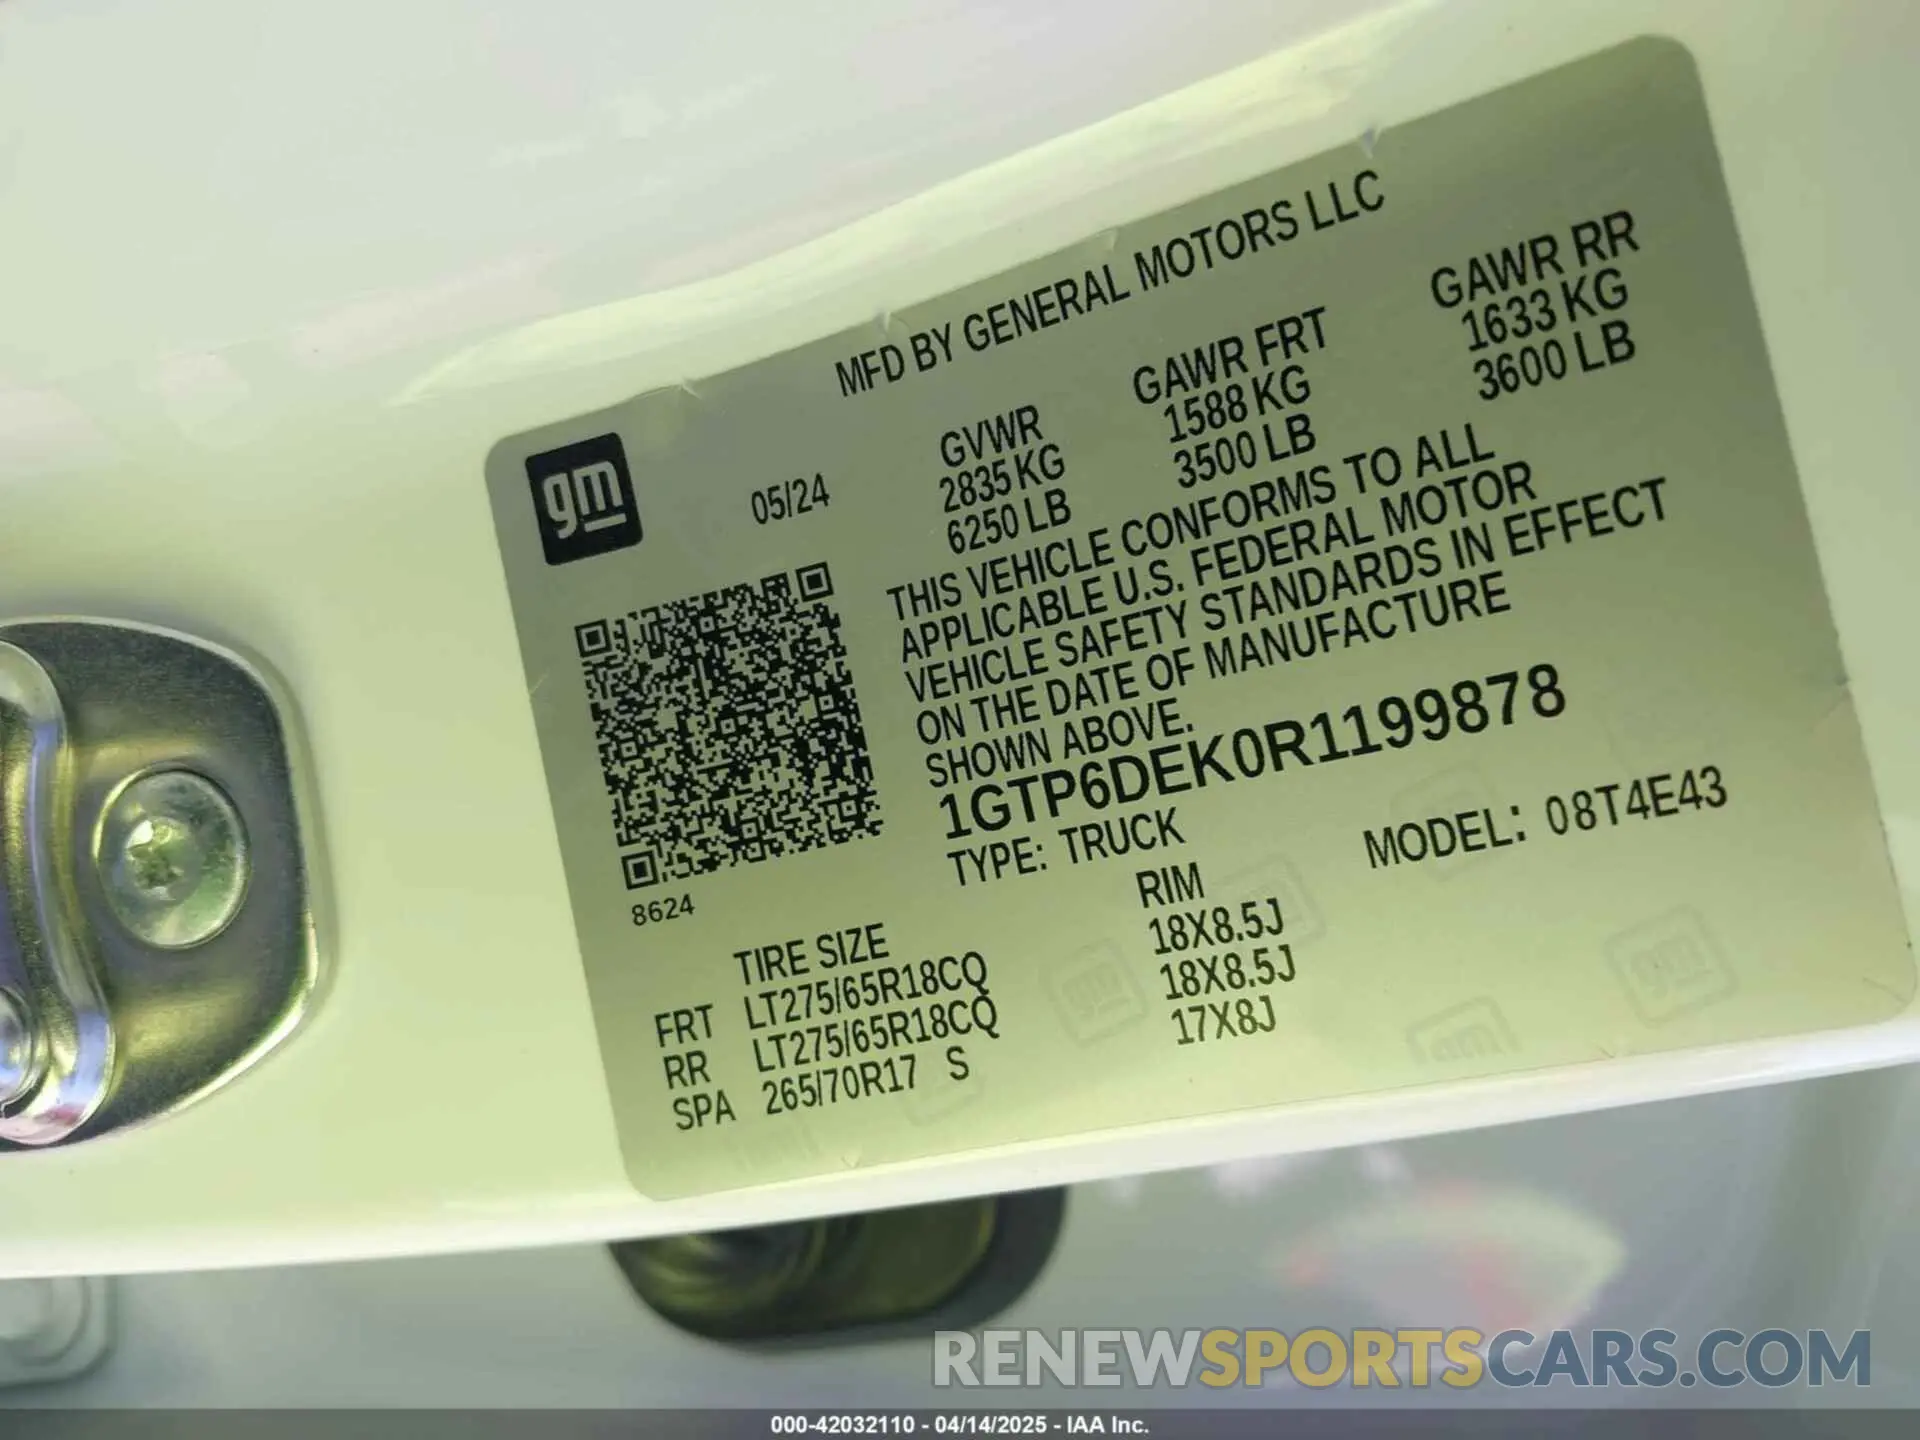 MFD BY GENERAL MOTORS LLC
gm
05/24
GVWR GAWR FRT GAWR RR
2835 KG 1588 KG 1633 KG
6250 LB 3500 LB 3600 LB
THIS VEHICLE CONFORMS TO ALL
APPLICABLE U.S. FEDERAL MOTOR
VEHICLE SAFETY STANDARDS IN EFFECT
ON THE DATE OF MANUFACTURE
SHOWN ABOVE.
1GTP6DEK0R1199878
TYPE: TRUCK MODEL: 08T4E43
8624
TIRE SIZE RIM
FRT LT275/65R18CQ 18X8.5J
RR LT275/65R18CQ 18X8.5J
SPA 265/70R17 S 17X8J
gm
gm
gm
RENEWSPORTSCARS.COM
000-42032110 - 04/14/2025 - IAA Inc.